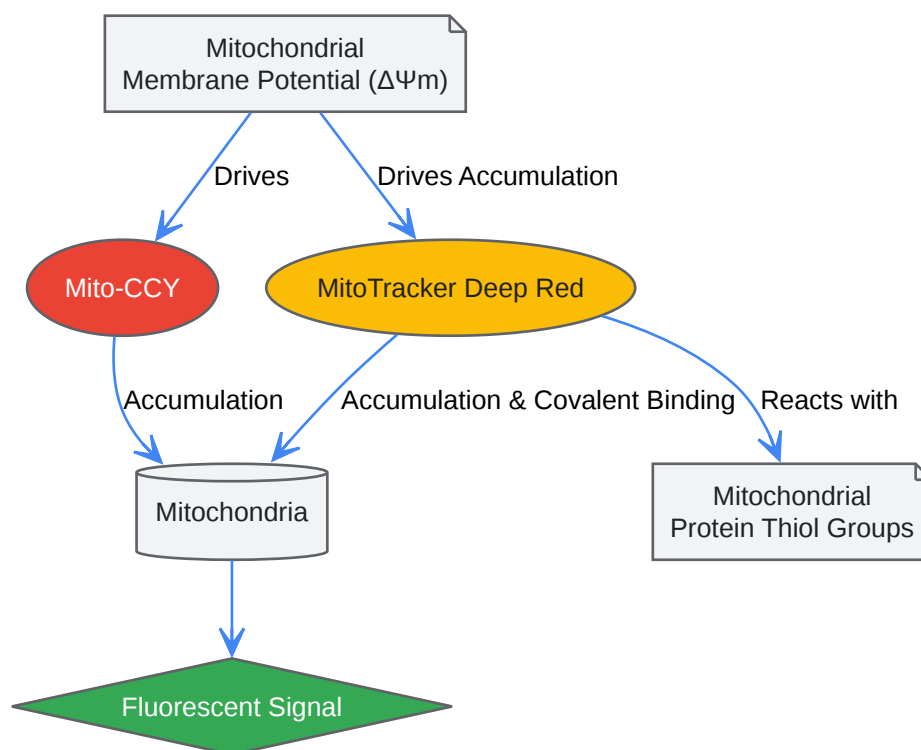 Mitochondrial
Membrane Potential (ΔΨm)
Drives
Drives Accumulation
Mito-CCY
MitoTracker Deep Red
Accumulation
Accumulation & Covalent Binding
Reacts with
Mitochondria
Mitochondrial
Protein Thiol Groups
Fluorescent Signal